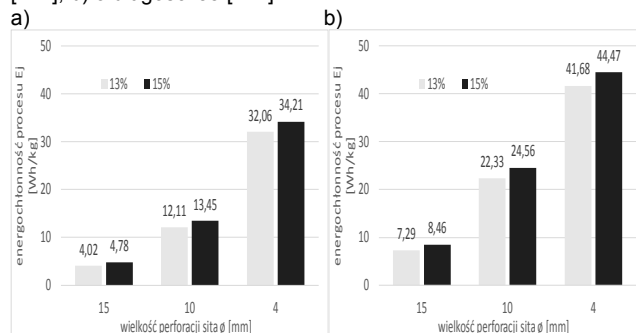 a) b)
energochłonność procesu Ej
[Wh/kg]
50
40
30
20
10
0
13% 15%
4,02 4,78
12,11 13,45
32,06 34,21
15 10 4
wielkość perforacji sita ø [mm]
energochłonność procesu Ej
[Wh/kg]
50
40
30
20
10
0
13% 15%
7,29 8,46
22,33 24,56
41,68 44,47
15 10 4
wielkość perforacji sita ø [mm]